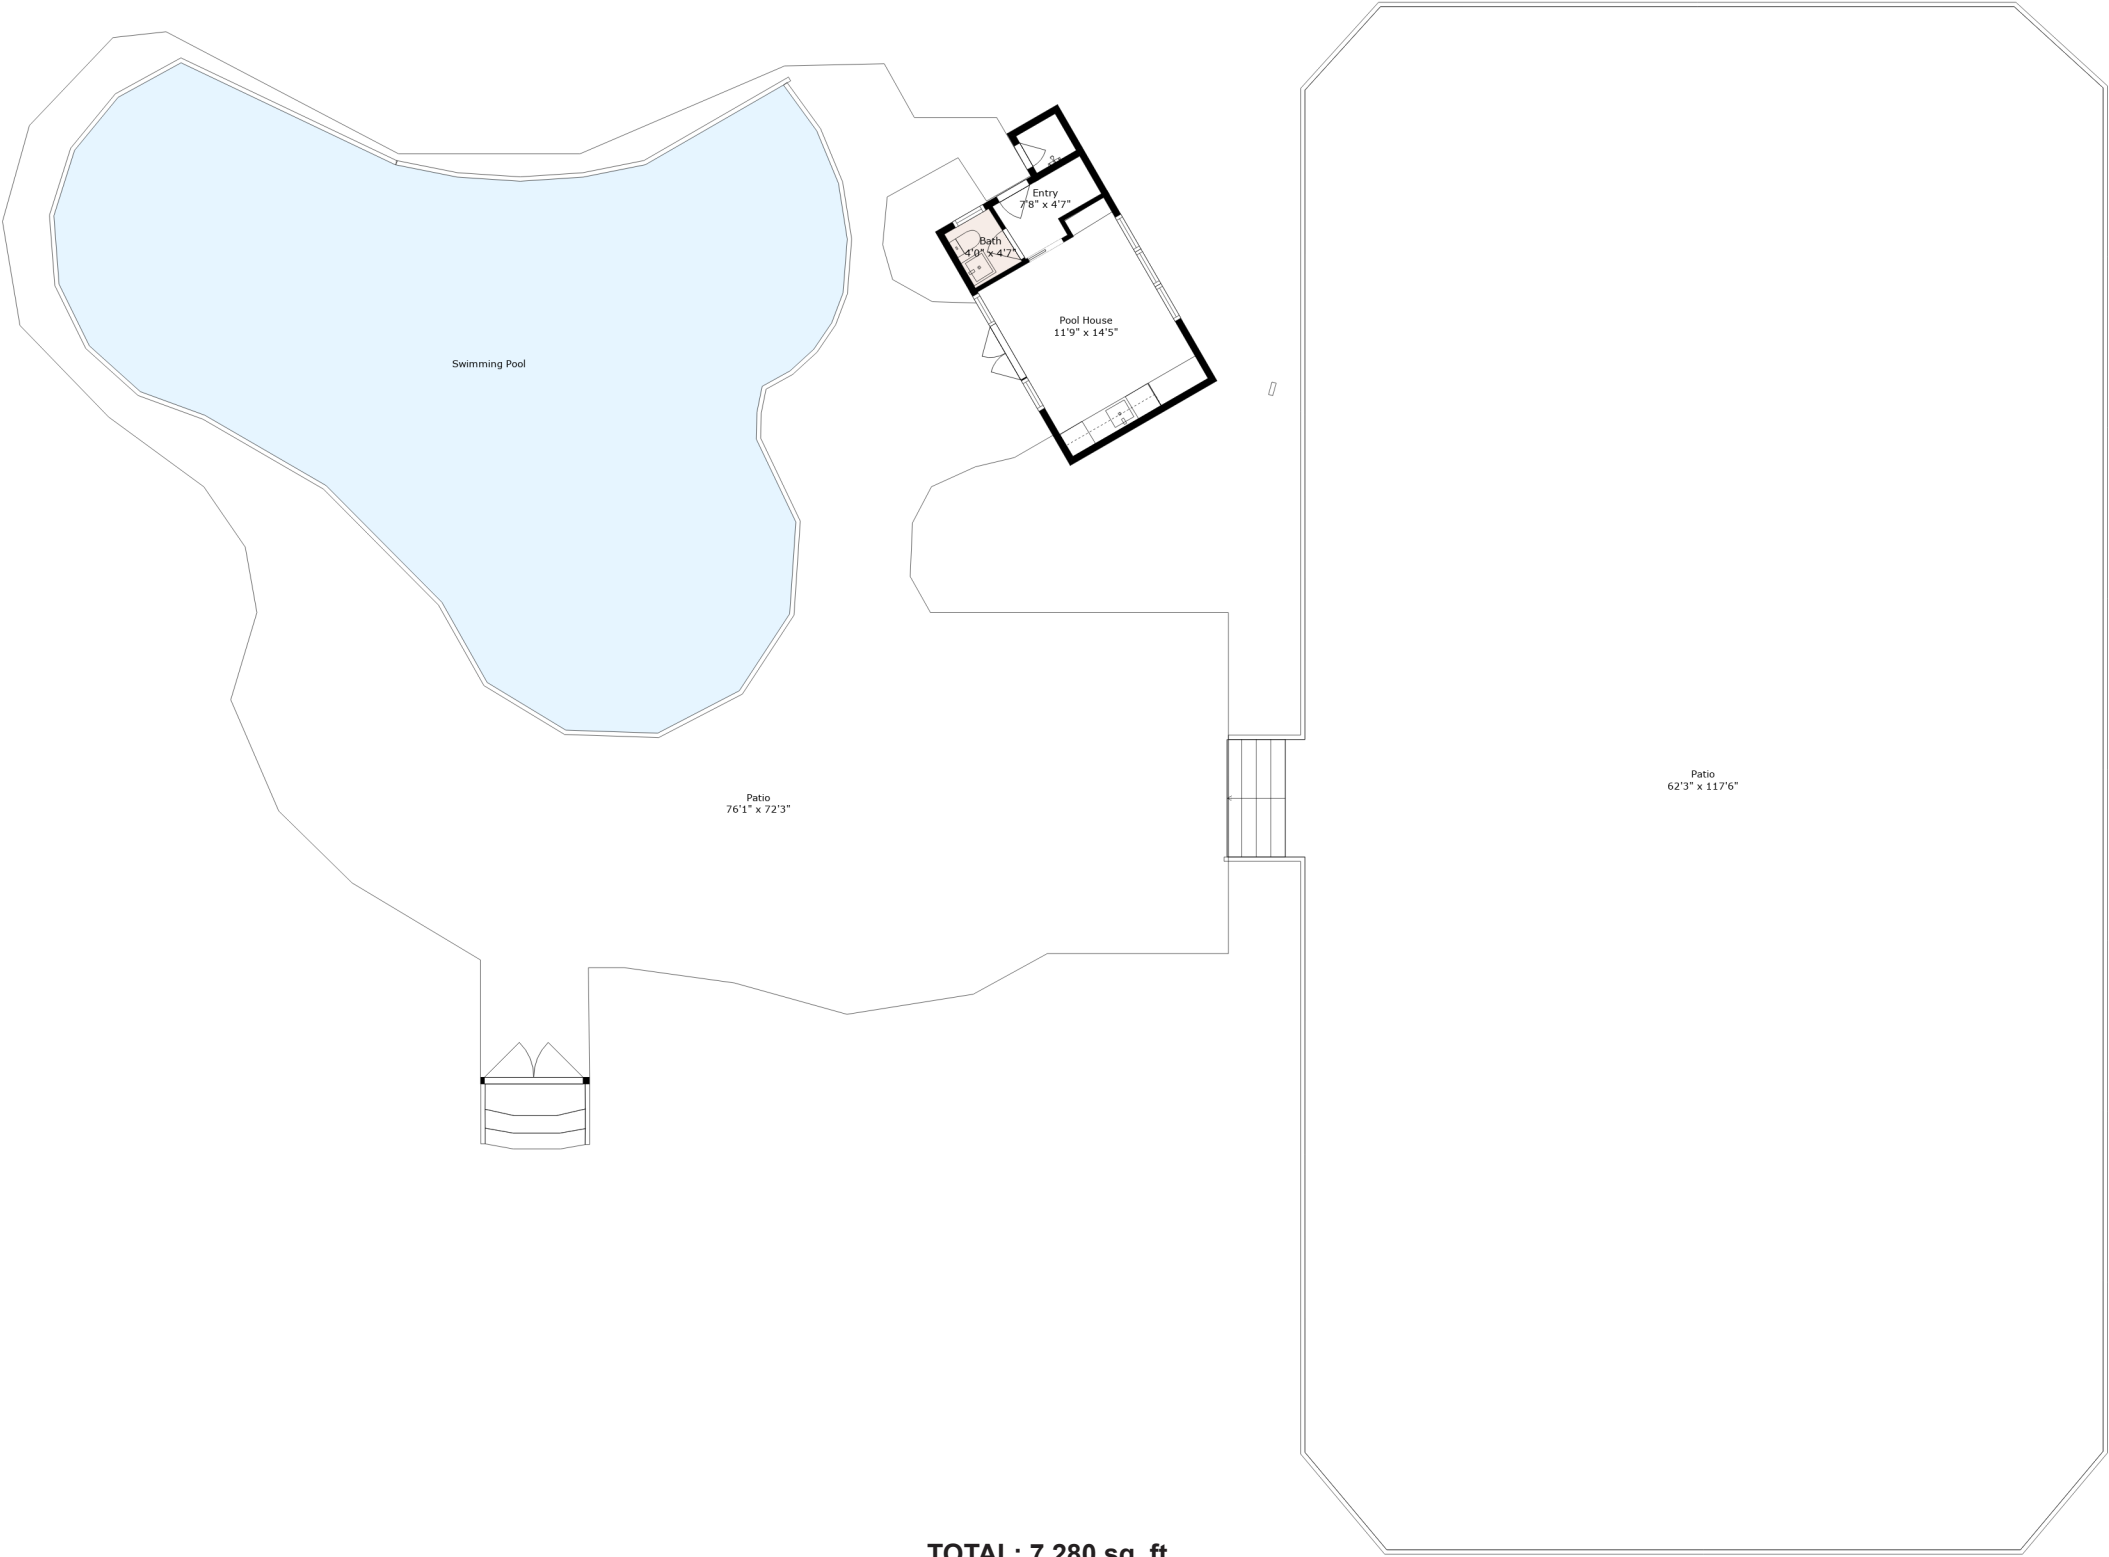 Entry
7'8" x 4'7"
Bath
4'0" x 4'7"
Pool House
11'9" x 14'5"
Swimming Pool
Patio
62'3" x 117'6"
Patio
76'1" x 72'3"
TOTAL: 7,280 sq. ft